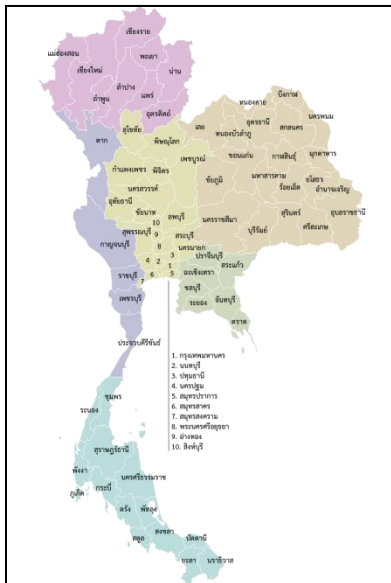 เชียงราย
แม่ฮ่องสอน
พะเยา
เชียงใหม่
น่าน
ลำปาง
ลำพูน
แพร่
อุตรดิตถ์
บึงกาฬ
หนองคาย
เลย
อุดรธานี
นครพนม
สกลนคร
หนองบัวลำภู
สุโขทัย
ตาก
พิษณุโลก
ขอนแก่น
กาฬสินธุ์
มุกดาหาร
เพชรบูรณ์
กำแพงเพชร
พิจิตร
ชัยภูมิ
มหาสารคาม
ร้อยเอ็ด
ยโสธร
อำนาจเจริญ
นครสวรรค์
อุทัยธานี
ชัยนาท
ลพบุรี
นครราชสีมา
บุรีรัมย์
สุรินทร์
ศรีสะเกษ
อุบลราชธานี
10
สุพรรณบุรี
9
สระบุรี
8
นครนายก
กาญจนบุรี
3
ปราจีนบุรี
สระแก้ว
4
2
1
ฉะเชิงเทรา
ราชบุรี
6
5
7
ชลบุรี
ระยอง
จันทบุรี
เพชรบุรี
ตราด
ประจวบคีรีขันธ์
1. กรุงเทพมหานคร
2. นนทบุรี
3. ปทุมธานี
4. นครปฐม
5. สมุทรปราการ
6. สมุทรสาคร
7. สมุทรสงคราม
8. พระนครศรีอยุธยา
9. อ่างทอง
10. สิงห์บุรี
ชุมพร
ระนอง
สุราษฎร์ธานี
พังงา
นครศรีธรรมราช
กระบี่
ภูเก็ต
ตรัง
พัทลุง
สงขลา
สตูล
ปัตตานี
ยะลา
นราธิวาส